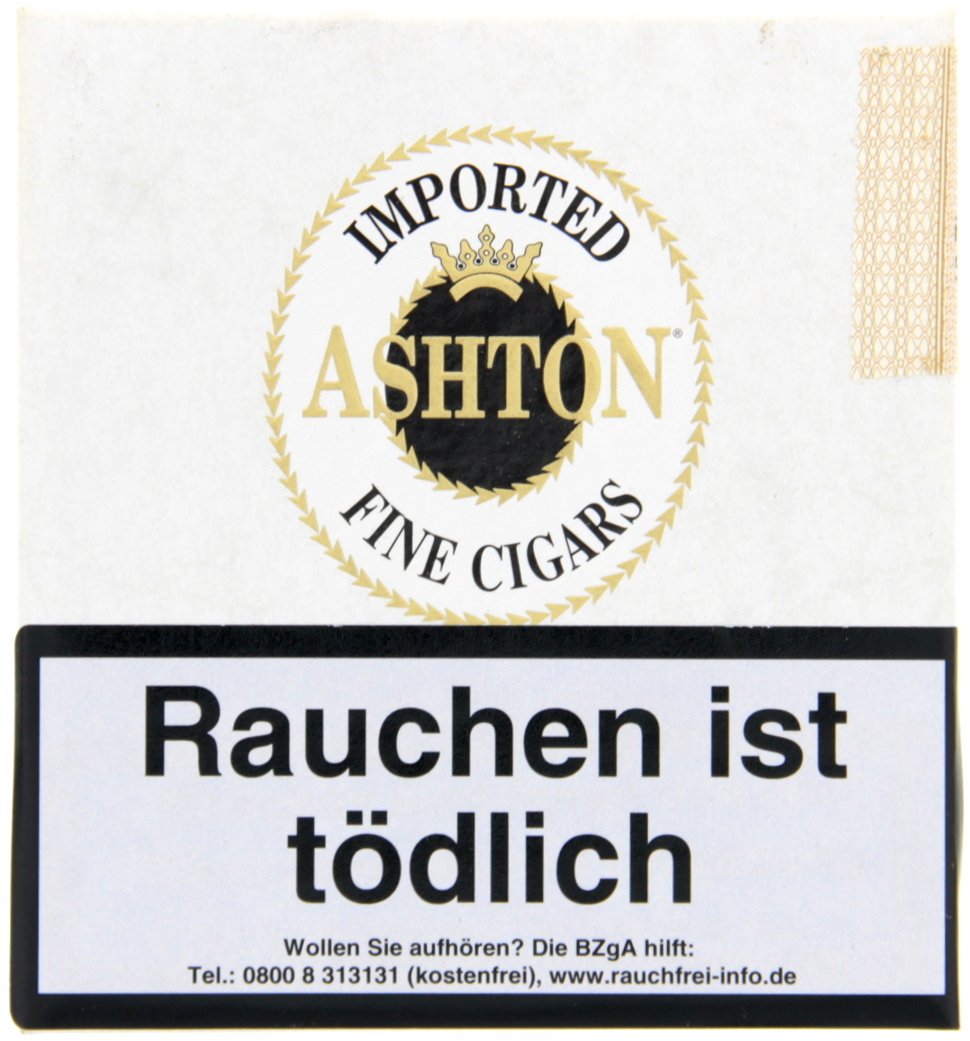 IMPORTED
ASHTON®
FINE CIGARS
Rauchen ist
tödlich
Wollen Sie aufhören? Die BZgA hilft:
Tel.: 0800 8 313131 (kostenfrei), www.rauchfrei-info.de